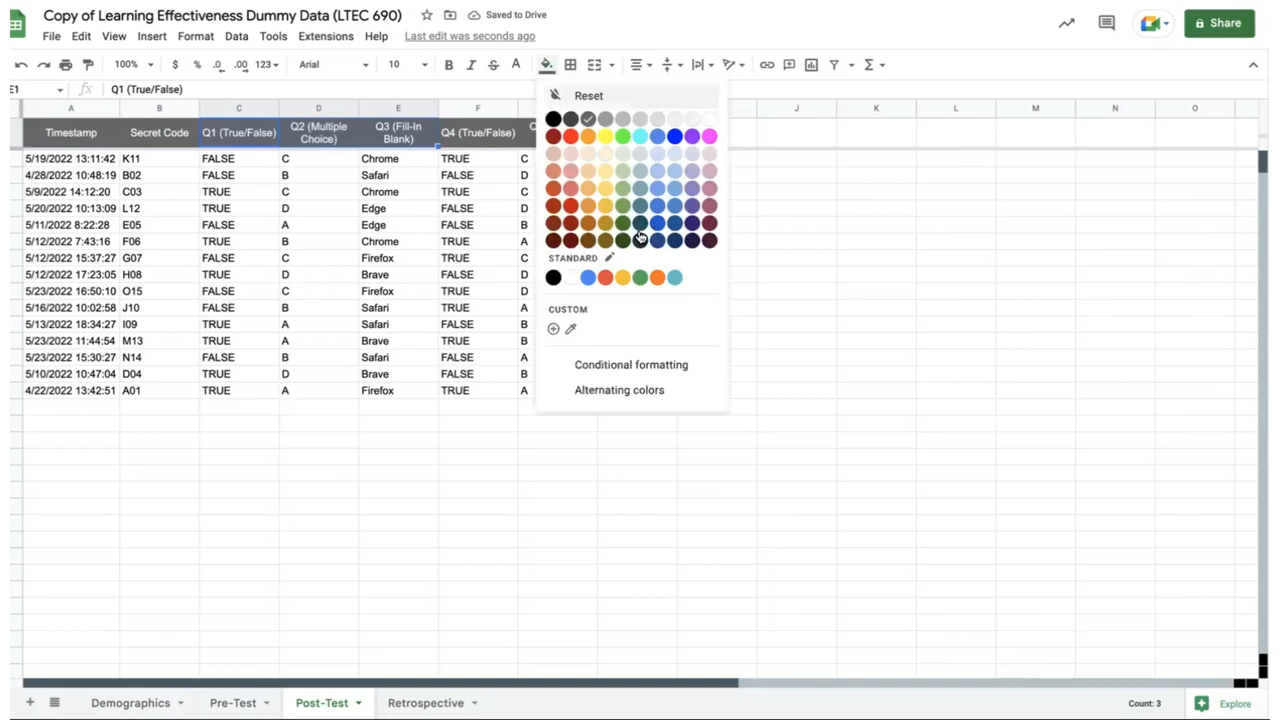 Copy of Learning Effectiveness Dummy Data (LTEC 690) Saved to Drive
File Edit View Insert Format Data Tools Extensions Help Last edit was seconds ago
Share
100% $ % .0 .00 123 Arial 10 B I S A
Q1 (True/False)
Reset
A B C D E F J K L M N O
Timestamp Secret Code Q1 (True/False) Q2 (Multiple Choice) Q3 (Fill-In Blank) Q4 (True/False)
5/19/2022 13:11:42 K11 FALSE C Chrome TRUE C
4/28/2022 10:48:19 B02 FALSE B Safari FALSE D
5/9/2022 14:12:20 C03 TRUE C Chrome TRUE C
5/20/2022 10:13:09 L12 TRUE D Edge FALSE D
5/11/2022 8:22:28 E05 FALSE A Edge FALSE B
5/12/2022 7:43:16 F06 TRUE B Chrome TRUE A
5/12/2022 15:37:27 G07 FALSE C Firefox TRUE C
5/12/2022 17:23:05 H08 TRUE D Brave FALSE D
5/23/2022 16:50:10 O15 FALSE C Firefox TRUE D
5/16/2022 10:02:58 J10 FALSE B Safari TRUE A
5/13/2022 18:34:27 I09 TRUE A Safari FALSE B
5/23/2022 11:44:54 M13 TRUE A Brave TRUE B
5/23/2022 15:30:27 N14 FALSE B Safari FALSE A
5/10/2022 10:47:04 D04 TRUE D Brave FALSE B
4/22/2022 13:42:51 A01 TRUE A Firefox TRUE A
STANDARD
CUSTOM
Conditional formatting
Alternating colors
+ Demographics Pre-Test Post-Test Retrospective Count: 3 Explore